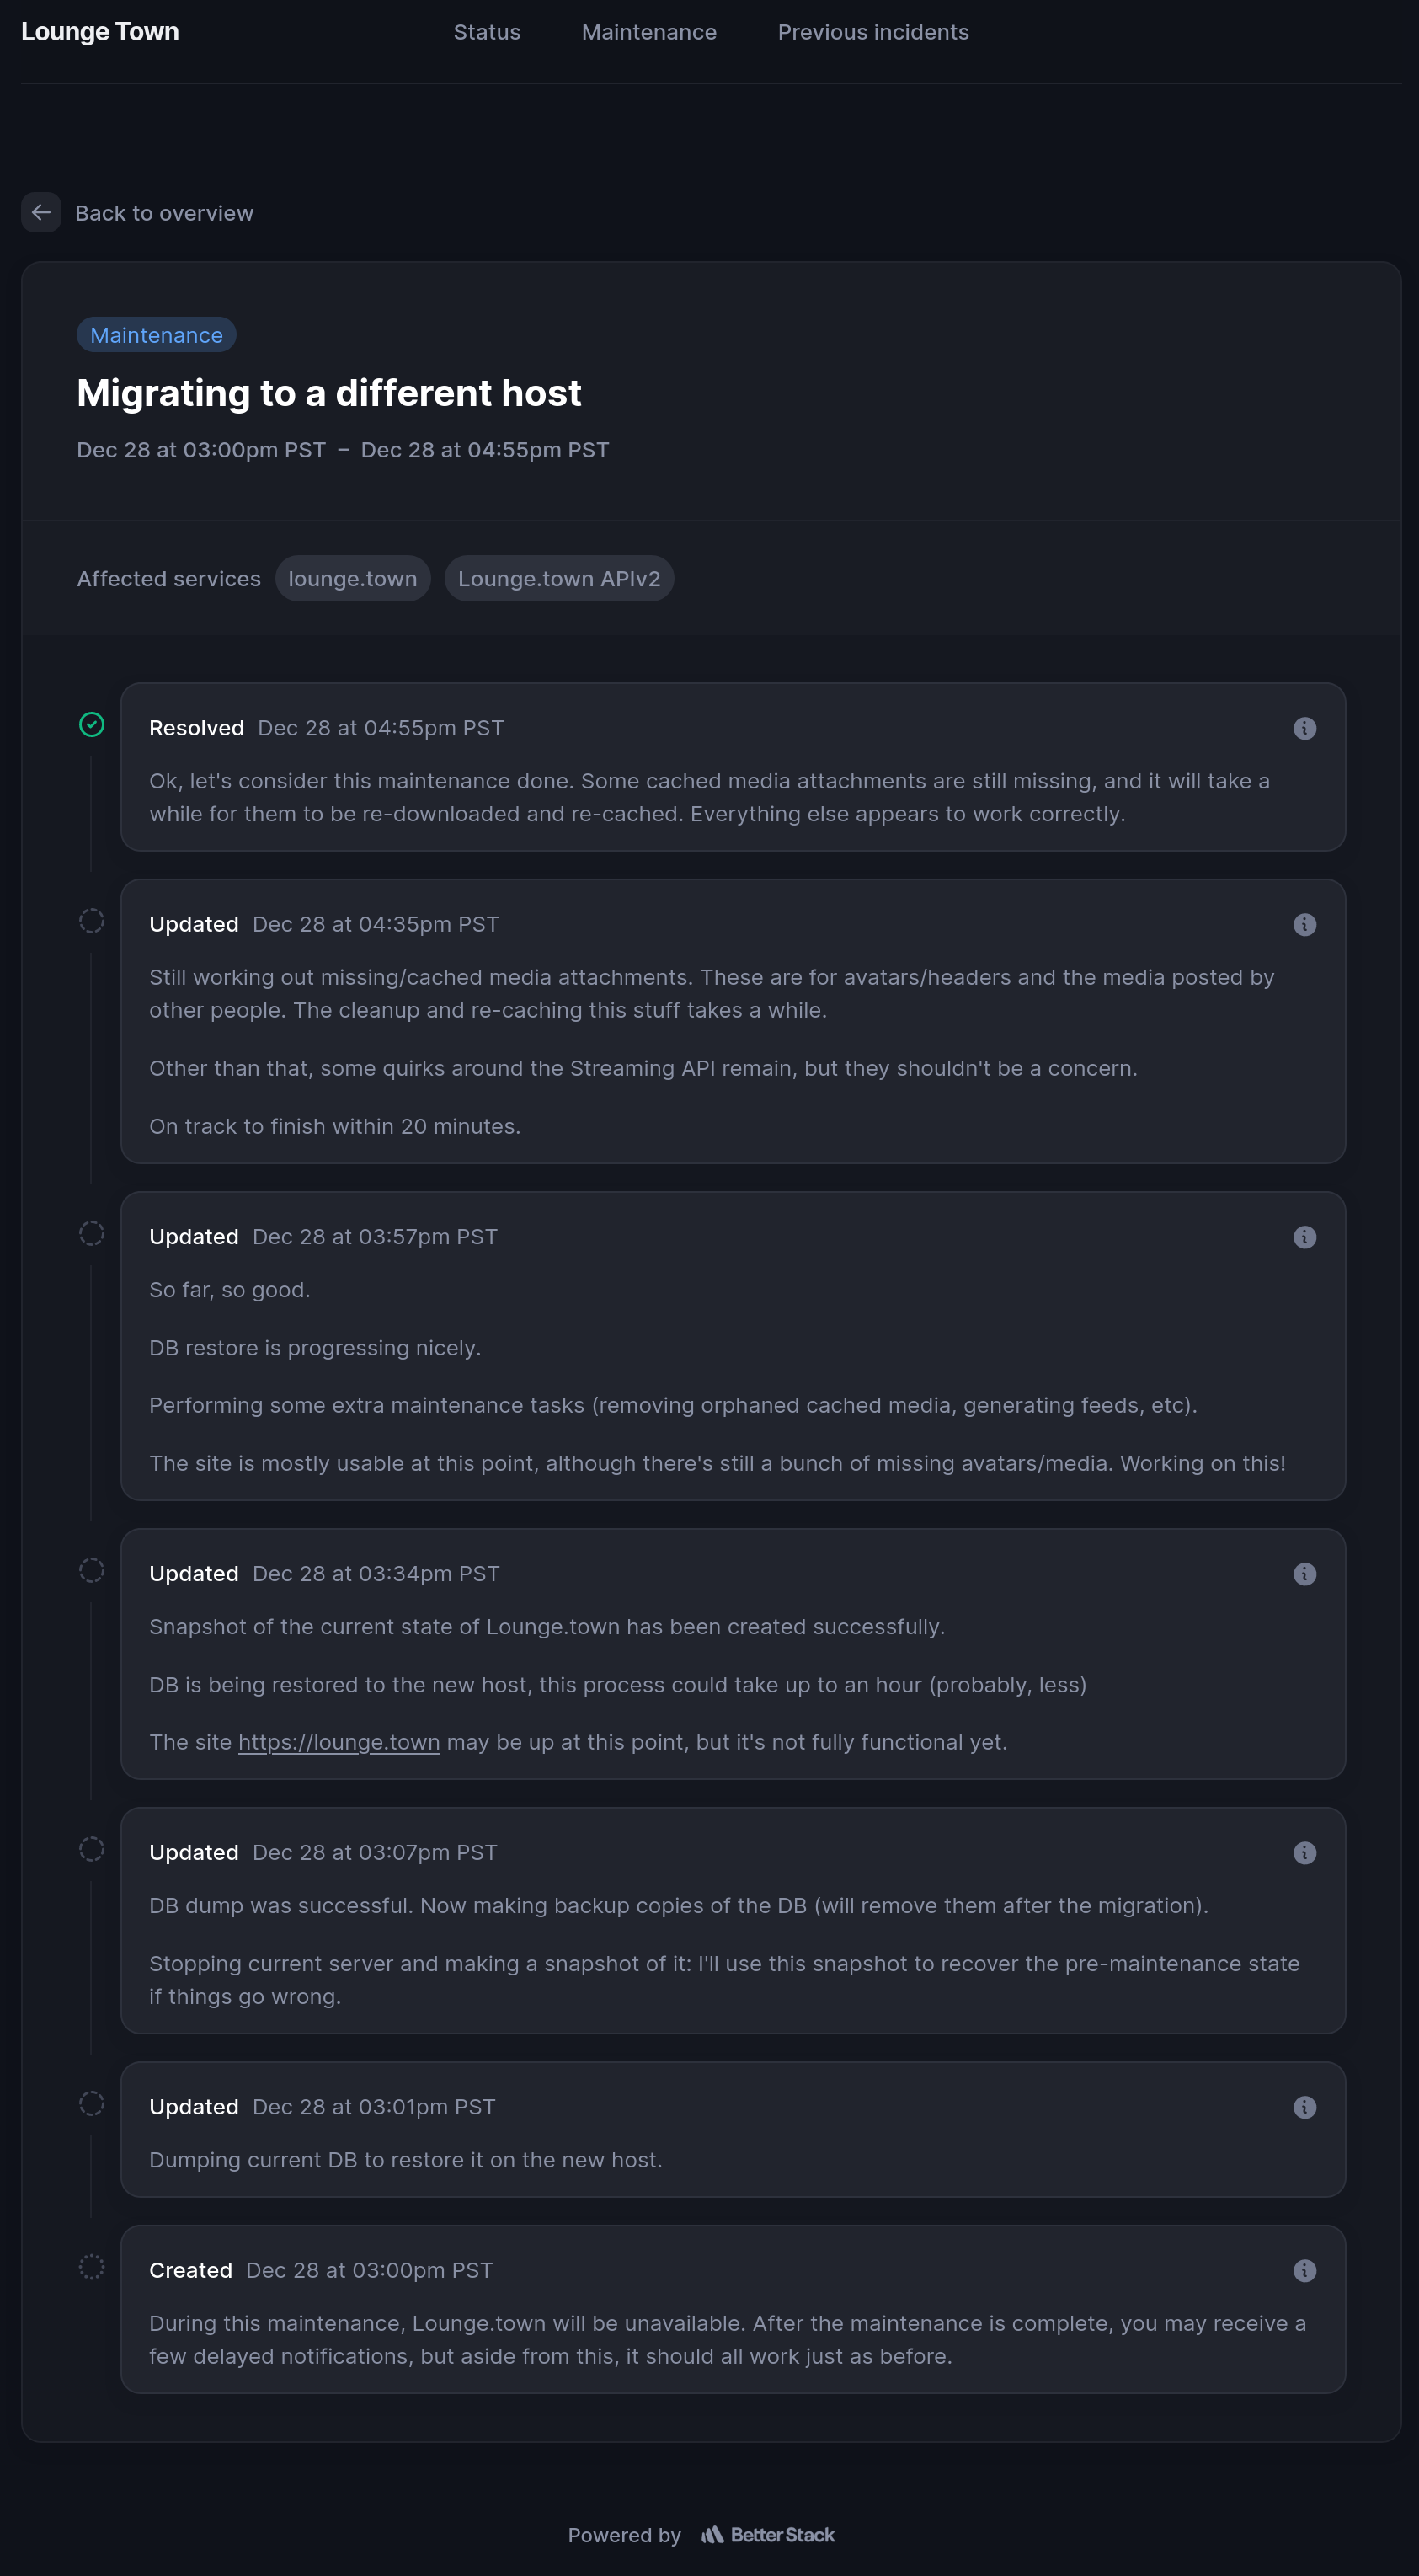 Lounge Town
Status
Maintenance
Previous incidents
Back to overview
Maintenance
Migrating to a different host
Dec 28 at 03:00pm PST – Dec 28 at 04:55pm PST
Affected services lounge.town Lounge.town APIv2
Resolved Dec 28 at 04:55pm PST
Ok, let's consider this maintenance done. Some cached media attachments are still missing, and it will take a
while for them to be re-downloaded and re-cached. Everything else appears to work correctly.
Updated Dec 28 at 04:35pm PST
Still working out missing/cached media attachments. These are for avatars/headers and the media posted by
other people. The cleanup and re-caching this stuff takes a while.
Other than that, some quirks around the Streaming API remain, but they shouldn't be a concern.
On track to finish within 20 minutes.
Updated Dec 28 at 03:57pm PST
So far, so good.
DB restore is progressing nicely.
Performing some extra maintenance tasks (removing orphaned cached media, generating feeds, etc).
The site is mostly usable at this point, although there's still a bunch of missing avatars/media. Working on this!
Updated Dec 28 at 03:34pm PST
Snapshot of the current state of Lounge.town has been created successfully.
DB is being restored to the new host, this process could take up to an hour (probably, less)
The site https://lounge.town may be up at this point, but it's not fully functional yet.
Updated Dec 28 at 03:07pm PST
DB dump was successful. Now making backup copies of the DB (will remove them after the migration).
Stopping current server and making a snapshot of it: I'll use this snapshot to recover the pre-maintenance state
if things go wrong.
Updated Dec 28 at 03:01pm PST
Dumping current DB to restore it on the new host.
Created Dec 28 at 03:00pm PST
During this maintenance, Lounge.town will be unavailable. After the maintenance is complete, you may receive a
few delayed notifications, but aside from this, it should all work just as before.
Powered by Better Stack